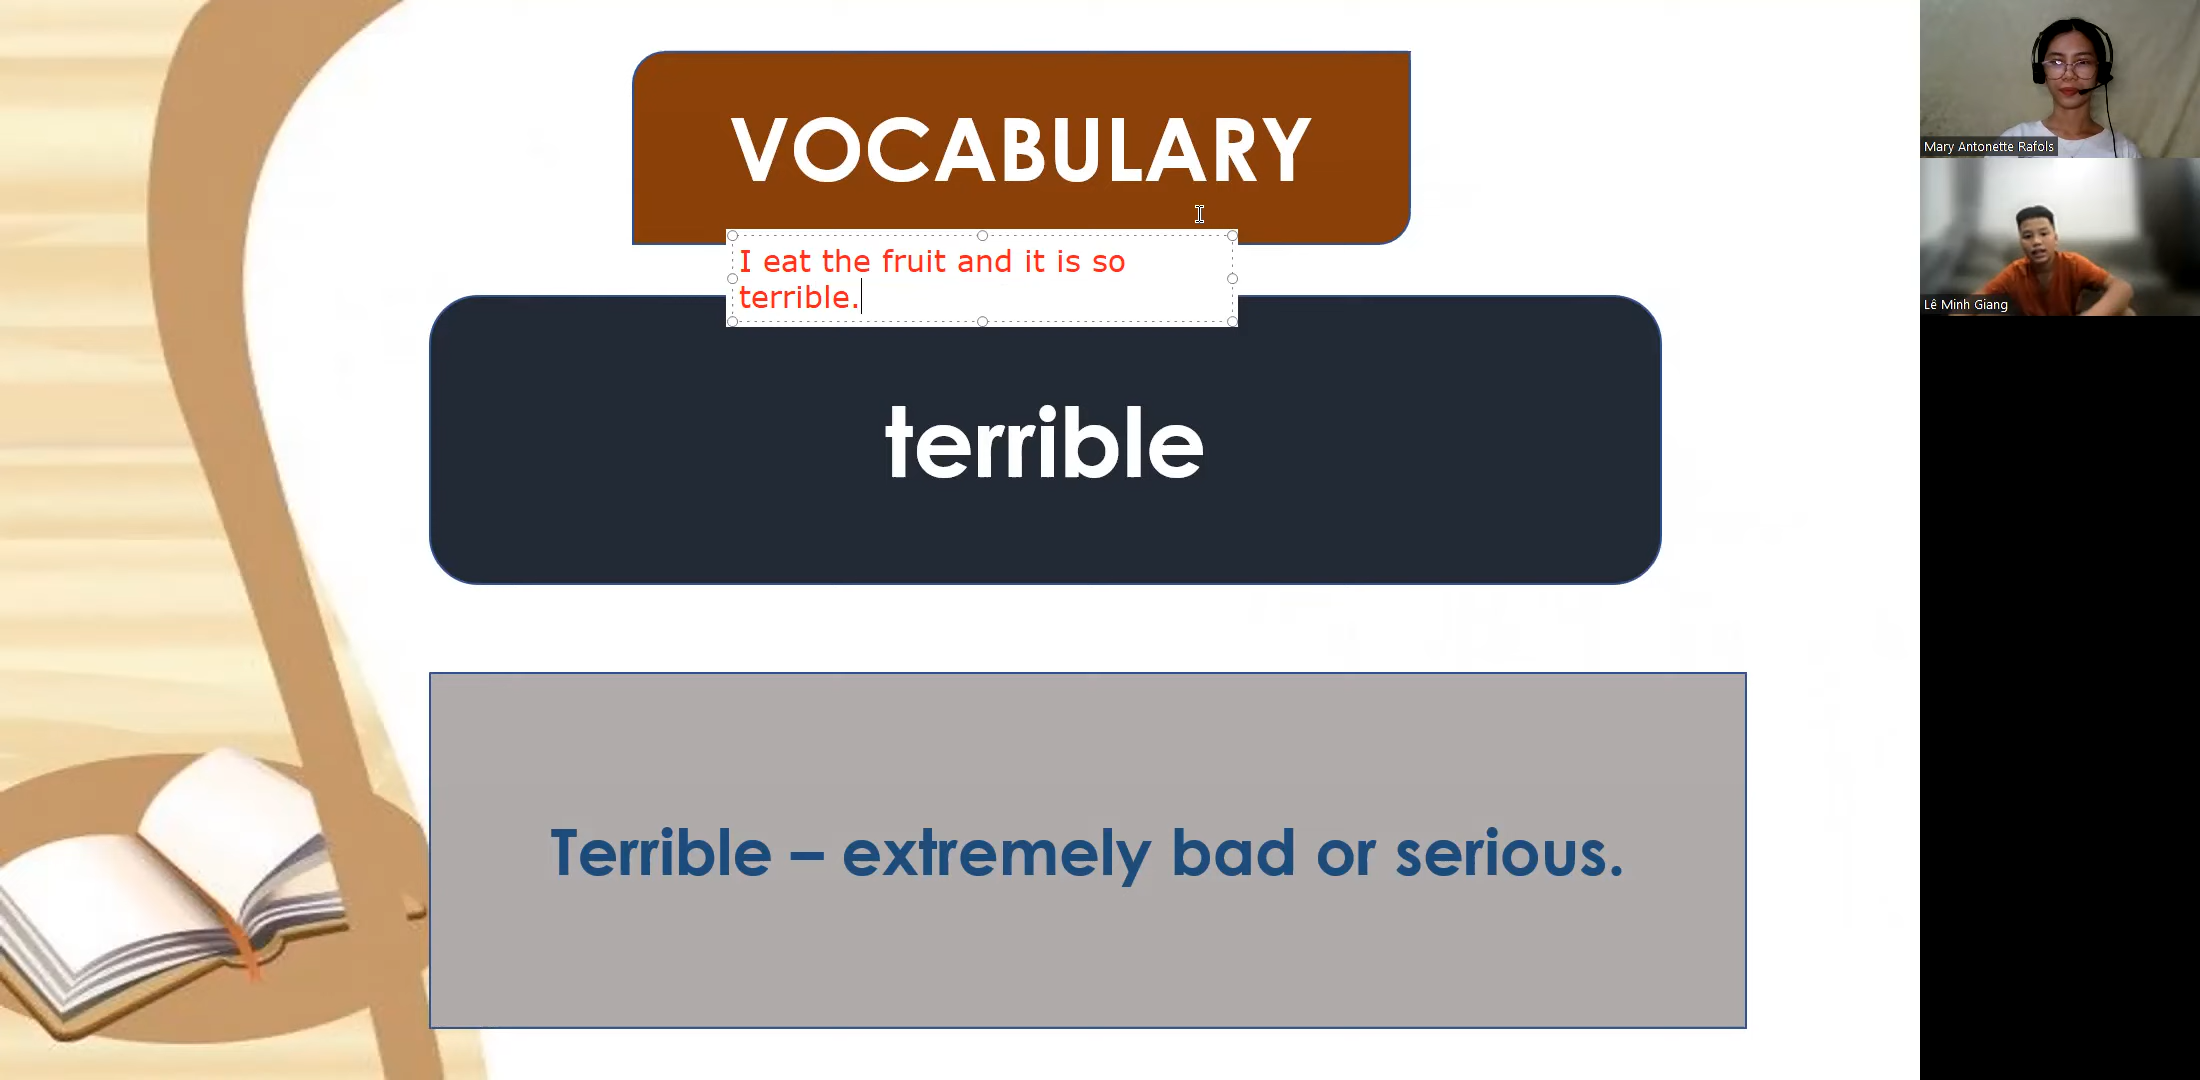 VOCABULARY
I eat the fruit and it is so
terrible.
terrible
Terrible – extremely bad or serious.
Mary Antonette Rafols
Lê Minh Giang